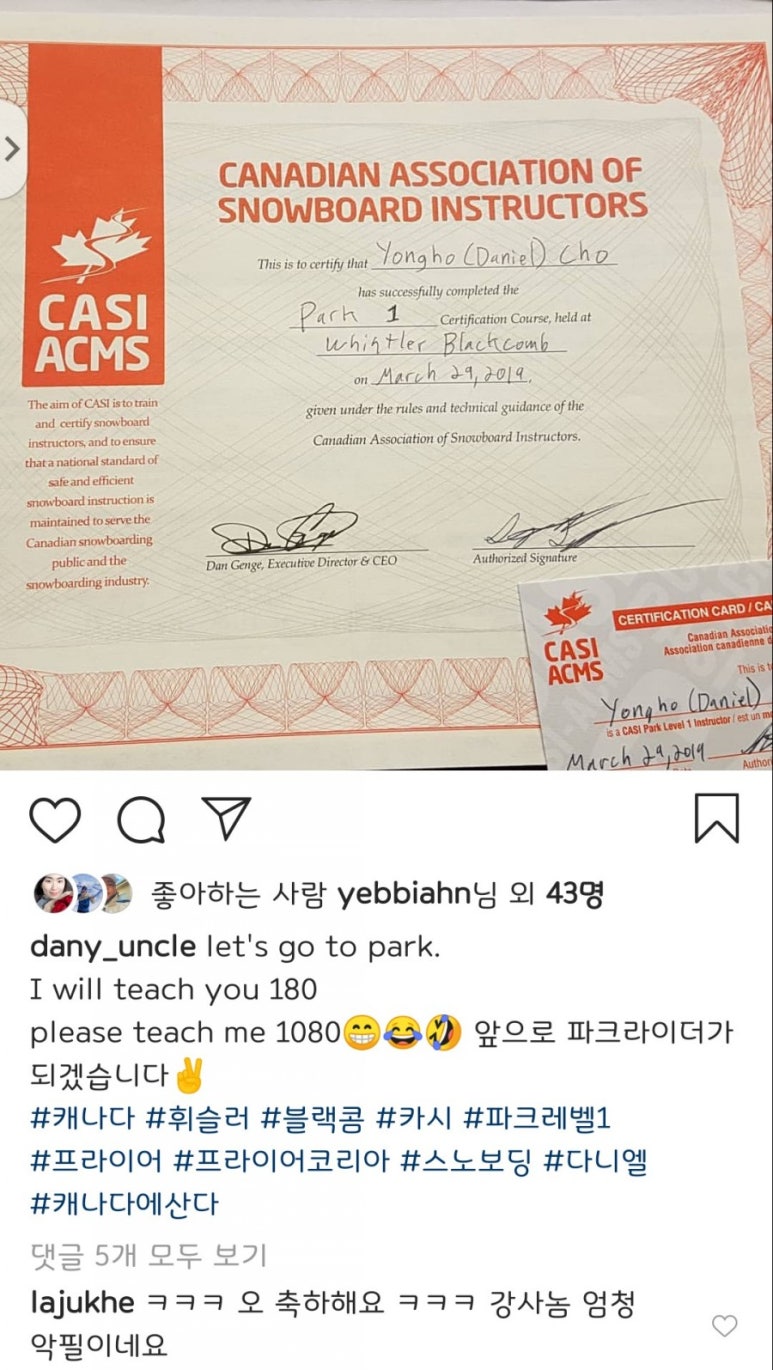 CANADIAN ASSOCIATION OF
SNOWBOARD INSTRUCTORS
This is to certify that Yongho (Daniel) Cho
has successfully completed the
Park 1 Certification Course, held at
Whistler Blackcomb
on March 29, 2019.
given under the rules and technical guidance of the
Canadian Association of Snowboard Instructors.
CASI
ACMS
The aim of CASI is to train
and certify snowboard
instructors, and to ensure
that a national standard of
safe and efficient
snowboard instruction is
maintained to serve the
Canadian snowboarding
public and the
snowboarding industry.
Dan Genge, Executive Director & CEO
Authorized Signature
CASI
ACMS
CERTIFICATION CARD / CA
Canadian Associatio
Association canadienne d
This is t
Yongho (Daniel)
is a CASI Park Level 1 Instructor / est un m
March 29, 2019
Author
좋아하는 사람 yebbiahn님 외 43명
dany_uncle let's go to park.
I will teach you 180
please teach me 1080😁😂🤣 앞으로 파크라이더가
되겠습니다✌
#캐나다 #휘슬러 #블랙콤 #카시 #파크레벨1
#프라이어 #프라이어코리아 #스노보딩 #다니엘
#캐나다에산다
댓글 5개 모두 보기
lajukhe ㅋㅋㅋ 오 축하해요 ㅋㅋㅋ 강사놈 엄청
악필이네요